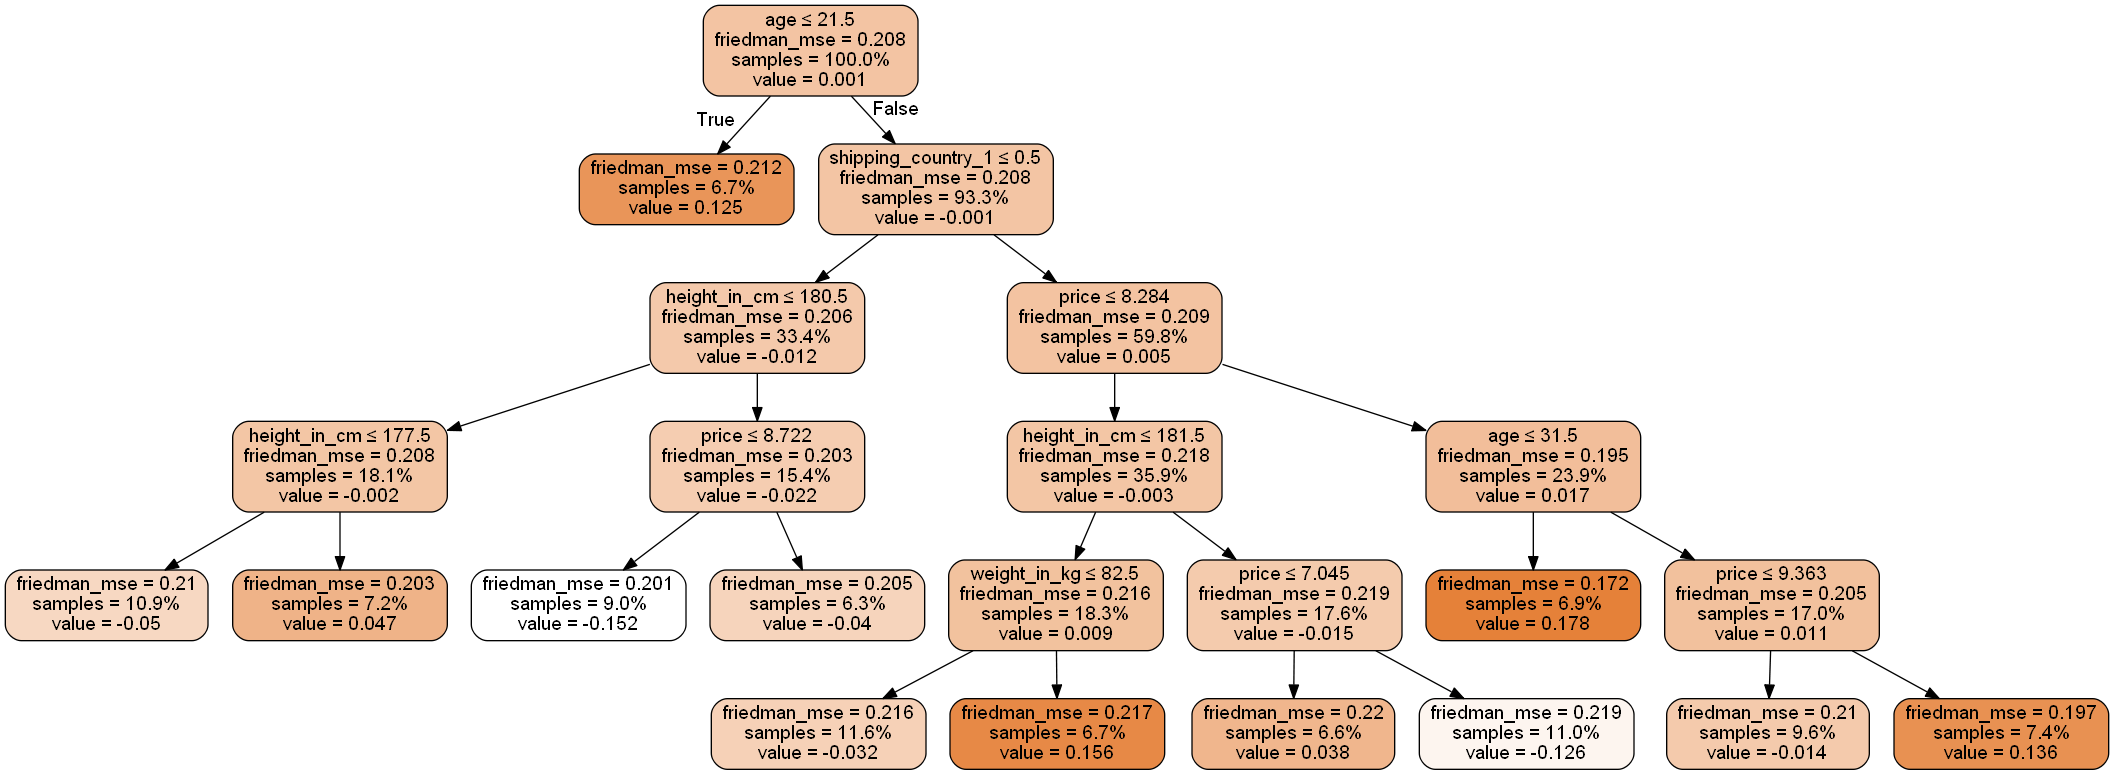 age ≤ 21.5
friedman_mse = 0.208
samples = 100.0%
value = 0.001
True
False
friedman_mse = 0.212
samples = 6.7%
value = 0.125
shipping_country_1 ≤ 0.5
friedman_mse = 0.208
samples = 93.3%
value = -0.001
height_in_cm ≤ 180.5
friedman_mse = 0.206
samples = 33.4%
value = -0.012
price ≤ 8.284
friedman_mse = 0.209
samples = 59.8%
value = 0.005
height_in_cm ≤ 177.5
friedman_mse = 0.208
samples = 18.1%
value = -0.002
price ≤ 8.722
friedman_mse = 0.203
samples = 15.4%
value = -0.022
height_in_cm ≤ 181.5
friedman_mse = 0.218
samples = 35.9%
value = -0.003
age ≤ 31.5
friedman_mse = 0.195
samples = 23.9%
value = 0.017
friedman_mse = 0.21
samples = 10.9%
value = -0.05
friedman_mse = 0.203
samples = 7.2%
value = 0.047
friedman_mse = 0.201
samples = 9.0%
value = -0.152
friedman_mse = 0.205
samples = 6.3%
value = -0.04
weight_in_kg ≤ 82.5
friedman_mse = 0.216
samples = 18.3%
value = 0.009
price ≤ 7.045
friedman_mse = 0.219
samples = 17.6%
value = -0.015
friedman_mse = 0.172
samples = 6.9%
value = 0.178
price ≤ 9.363
friedman_mse = 0.205
samples = 17.0%
value = 0.011
friedman_mse = 0.216
samples = 11.6%
value = -0.032
friedman_mse = 0.217
samples = 6.7%
value = 0.156
friedman_mse = 0.22
samples = 6.6%
value = 0.038
friedman_mse = 0.219
samples = 11.0%
value = -0.126
friedman_mse = 0.21
samples = 9.6%
value = -0.014
friedman_mse = 0.197
samples = 7.4%
value = 0.136